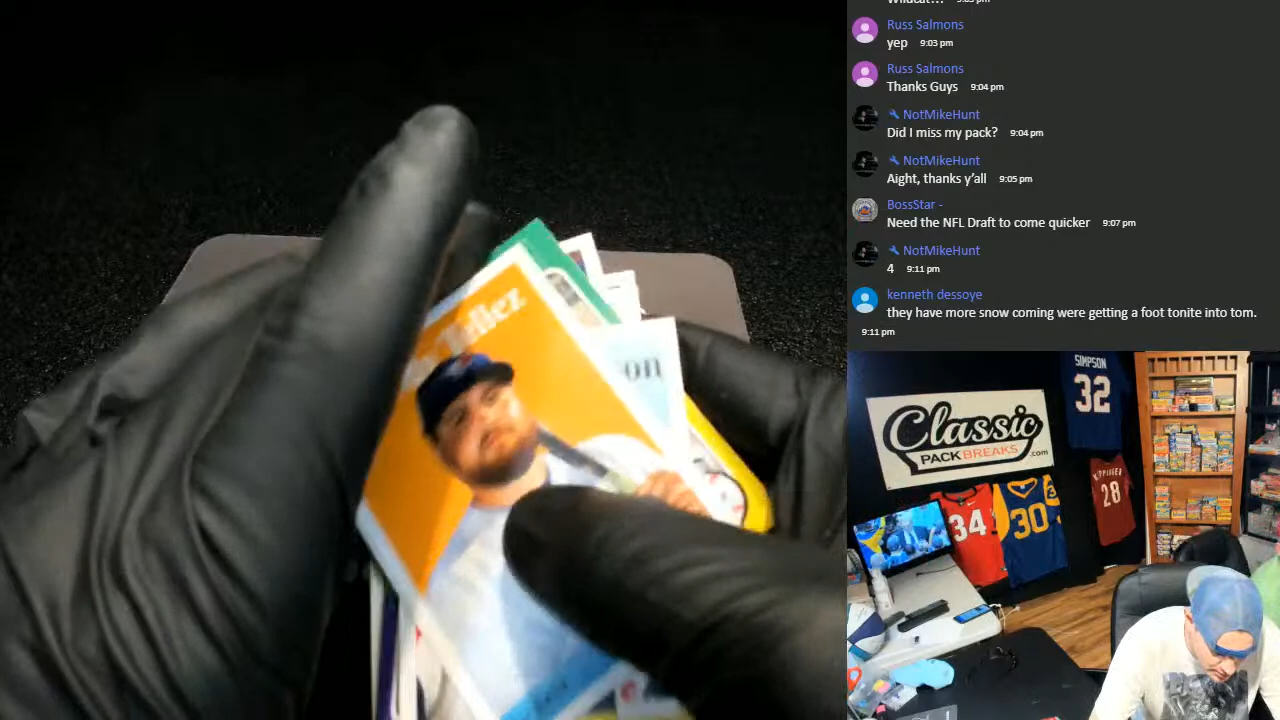 Russ Salmons
yep 9:03 pm
Russ Salmons
Thanks Guys 9:04 pm
NotMikeHunt
Did I miss my pack? 9:04 pm
NotMikeHunt
Aight, thanks y’all 9:05 pm
BossStar -
Need the NFL Draft to come quicker 9:07 pm
NotMikeHunt
4 9:11 pm
kenneth dessoye
they have more snow coming were getting a foot tonite into tom.
9:11 pm
on
SIMPSON
32
Classic
PACK BREAKS.com
28
34
30